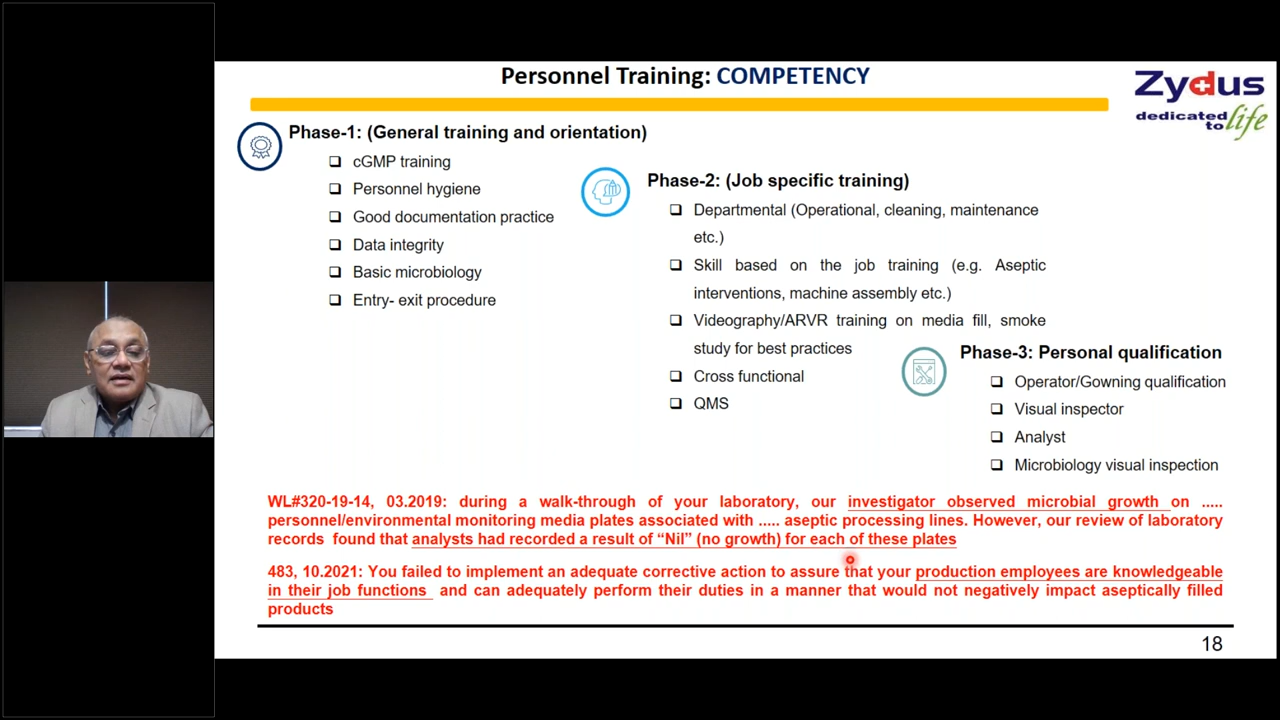 Personnel Training: COMPETENCY
Zydus
dedicated
to life
Phase-1: (General training and orientation)
cGMP training
Personnel hygiene
Good documentation practice
Data integrity
Basic microbiology
Entry- exit procedure
Phase-2: (Job specific training)
Departmental (Operational, cleaning, maintenance
etc.)
Skill based on the job training (e.g. Aseptic
interventions, machine assembly etc.)
Videography/ARVR training on media fill, smoke
study for best practices
Cross functional
QMS
Phase-3: Personal qualification
Operator/Gowning qualification
Visual inspector
Analyst
Microbiology visual inspection
WL#320-19-14, 03.2019: during a walk-through of your laboratory, our investigator observed microbial growth on .....
personnel/environmental monitoring media plates associated with ..... aseptic processing lines. However, our review of laboratory
records found that analysts had recorded a result of “Nil” (no growth) for each of these plates
483, 10.2021: You failed to implement an adequate corrective action to assure that your production employees are knowledgeable
in their job functions and can adequately perform their duties in a manner that would not negatively impact aseptically filled
products
18